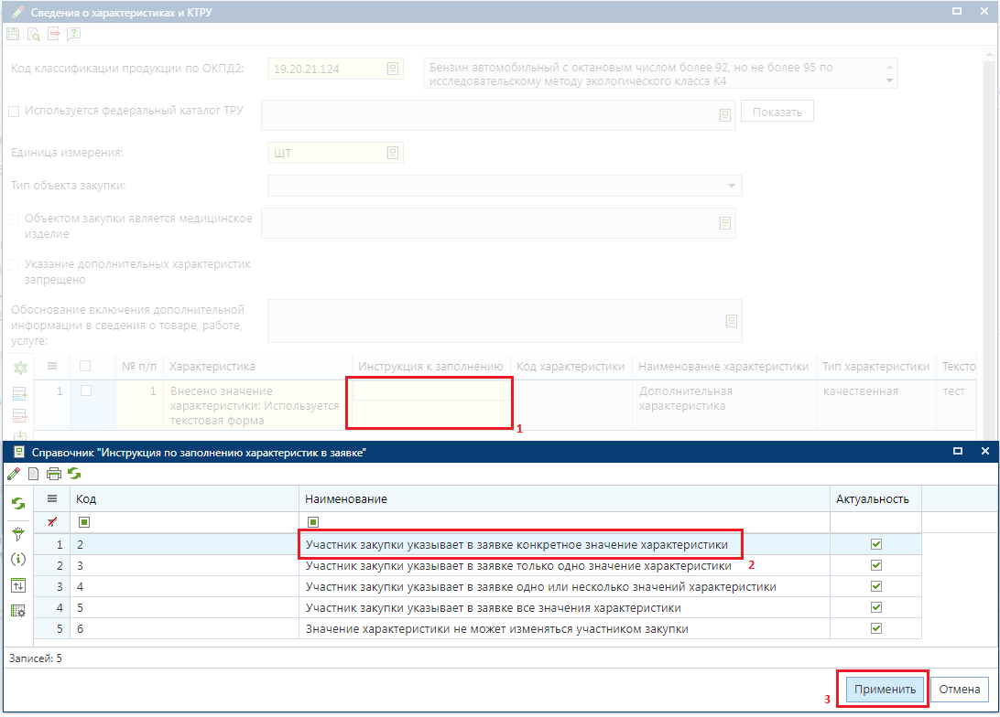 Сведения о характеристиках и КТРУ
Код классификации продукции по ОКПД2:
19.20.21.124
Бензин автомобильный с октановым числом более 92, но не более 95 по
исследовательскому методу экологического класса К4
Используется федеральный каталог ТРУ
Показать
Единица измерения:
ШТ
Тип объекта закупки:
Объектом закупки является медицинское
изделие
Указание дополнительных характеристик
запрещено
Обоснование включения дополнительной
информации в сведения о товаре, работе,
услуге:
№ п/п Характеристика Инструкция к заполнению Код характеристики Наименование характеристики Тип характеристики Тексто
1 1 Внесено значение
характеристики: Используется
текстовая форма
Дополнительная
характеристика
качественная тест
1
Справочник "Инструкция по заполнению характеристик в заявке"
Код Наименование Актуальность
1 2 Участник закупки указывает в заявке конкретное значение характеристики
2
2 3 Участник закупки указывает в заявке только одно значение характеристики
3 4 Участник закупки указывает в заявке одно или несколько значений характеристики
4 5 Участник закупки указывает в заявке все значения характеристики
5 6 Значение характеристики не может изменяться участником закупки
Записей: 5
3
Применить Отмена